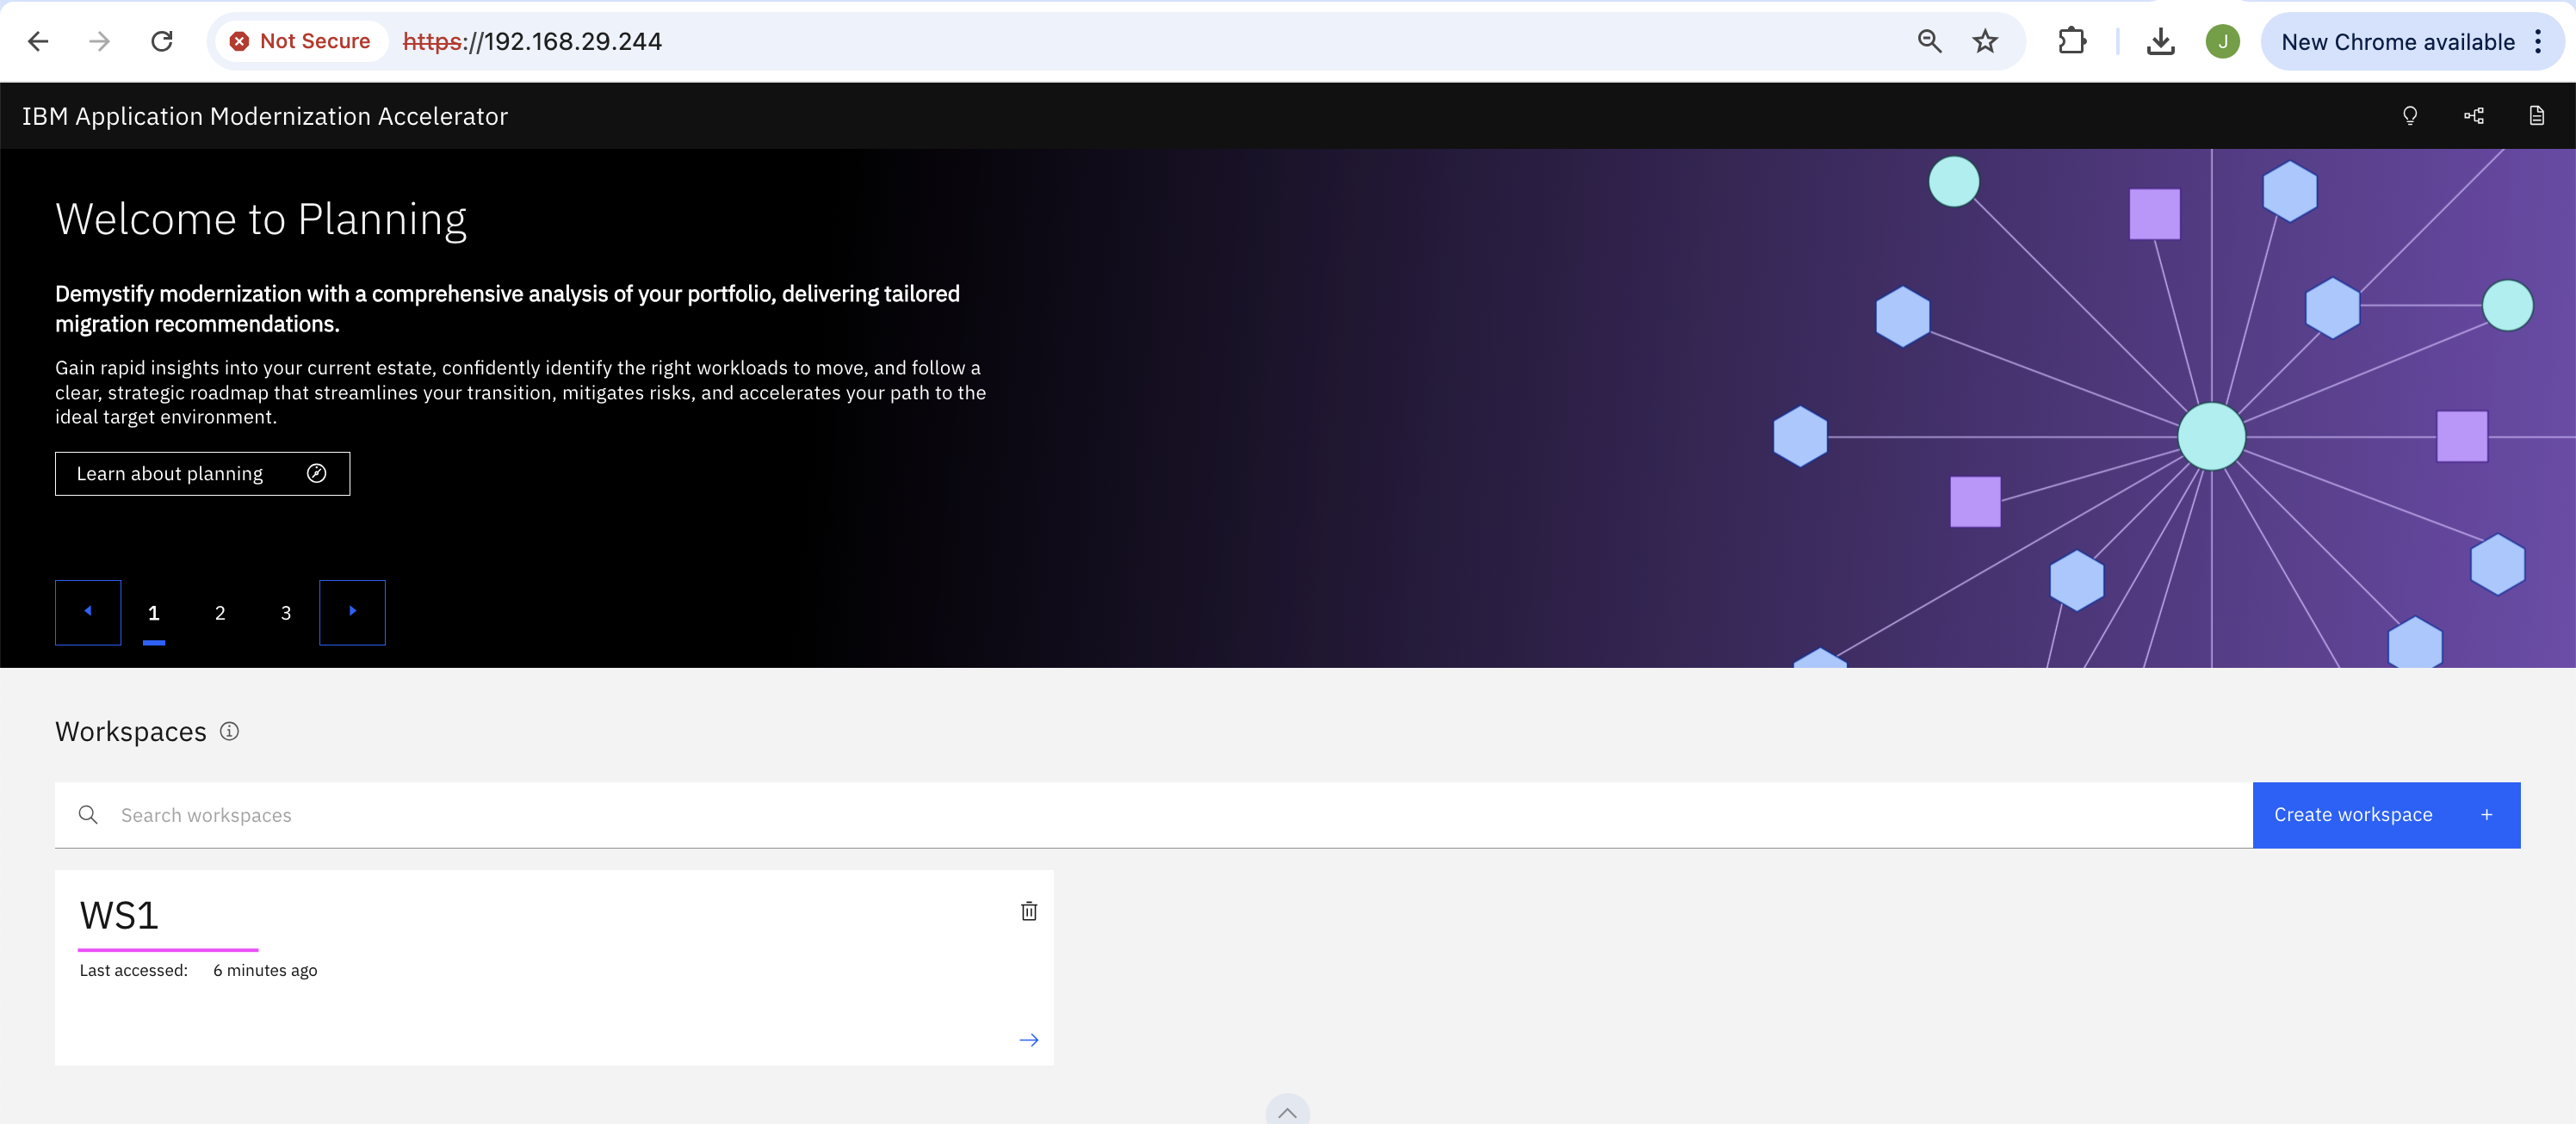 Not Secure https://192.168.29.244
J
New Chrome available
IBM Application Modernization Accelerator
Welcome to Planning
Demystify modernization with a comprehensive analysis of your portfolio, delivering tailored
migration recommendations.
Gain rapid insights into your current estate, confidently identify the right workloads to move, and follow a
clear, strategic roadmap that streamlines your transition, mitigates risks, and accelerates your path to the
ideal target environment.
Learn about planning
1 2 3
Workspaces
Search workspaces
Create workspace +
WS1
Last accessed: 6 minutes ago